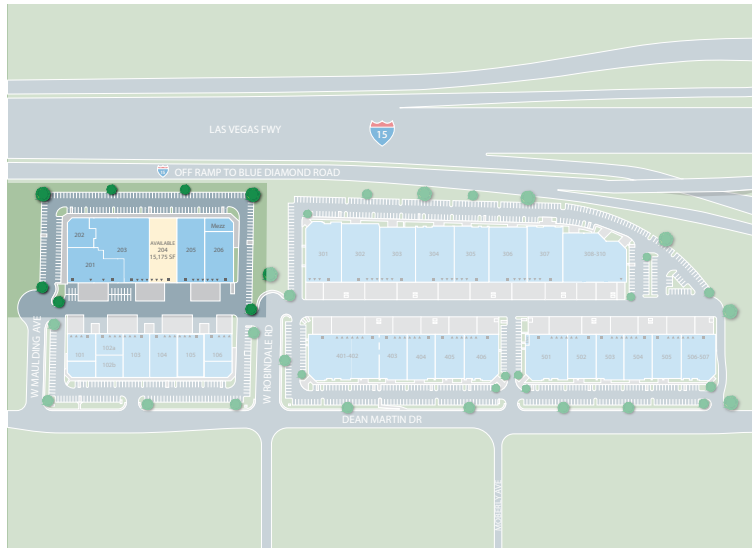 LAS VEGAS FWY
15
OFF RAMP TO BLUE DIAMOND ROAD
202
203
201
AVAILABLE
204
15,175 SF
205
Mezz
206
301
302
303
304
305
306
307
308-310
101
102a
102b
103
104
105
106
401-402
403
404
405
406
501
502
503
504
505
506-507
W MAULDING AVE
W ROBINDALE RD
DEAN MARTIN DR
MOBERLY AVE